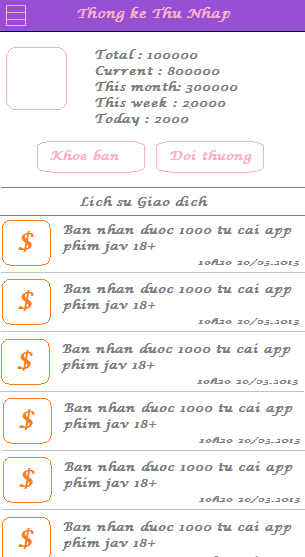 Thong ke Thu Nhap
Total : 100000
Current : 800000
This month: 300000
This week : 20000
Today : 2000
Khoe ban
Doi thuong
Lich su Giao dich
$
Ban nhan duoc 1000 tu cai app
phim jav 18+
10h20 20/03.2013
$
Ban nhan duoc 1000 tu cai app
phim jav 18+
10h20 20/03.2013
$
Ban nhan duoc 1000 tu cai app
phim jav 18+
10h20 20/03.2013
$
Ban nhan duoc 1000 tu cai app
phim jav 18+
10h20 20/03.2013
$
Ban nhan duoc 1000 tu cai app
phim jav 18+
10h20 20/03.2013
$
Ban nhan duoc 1000 tu cai app
phim jav 18+